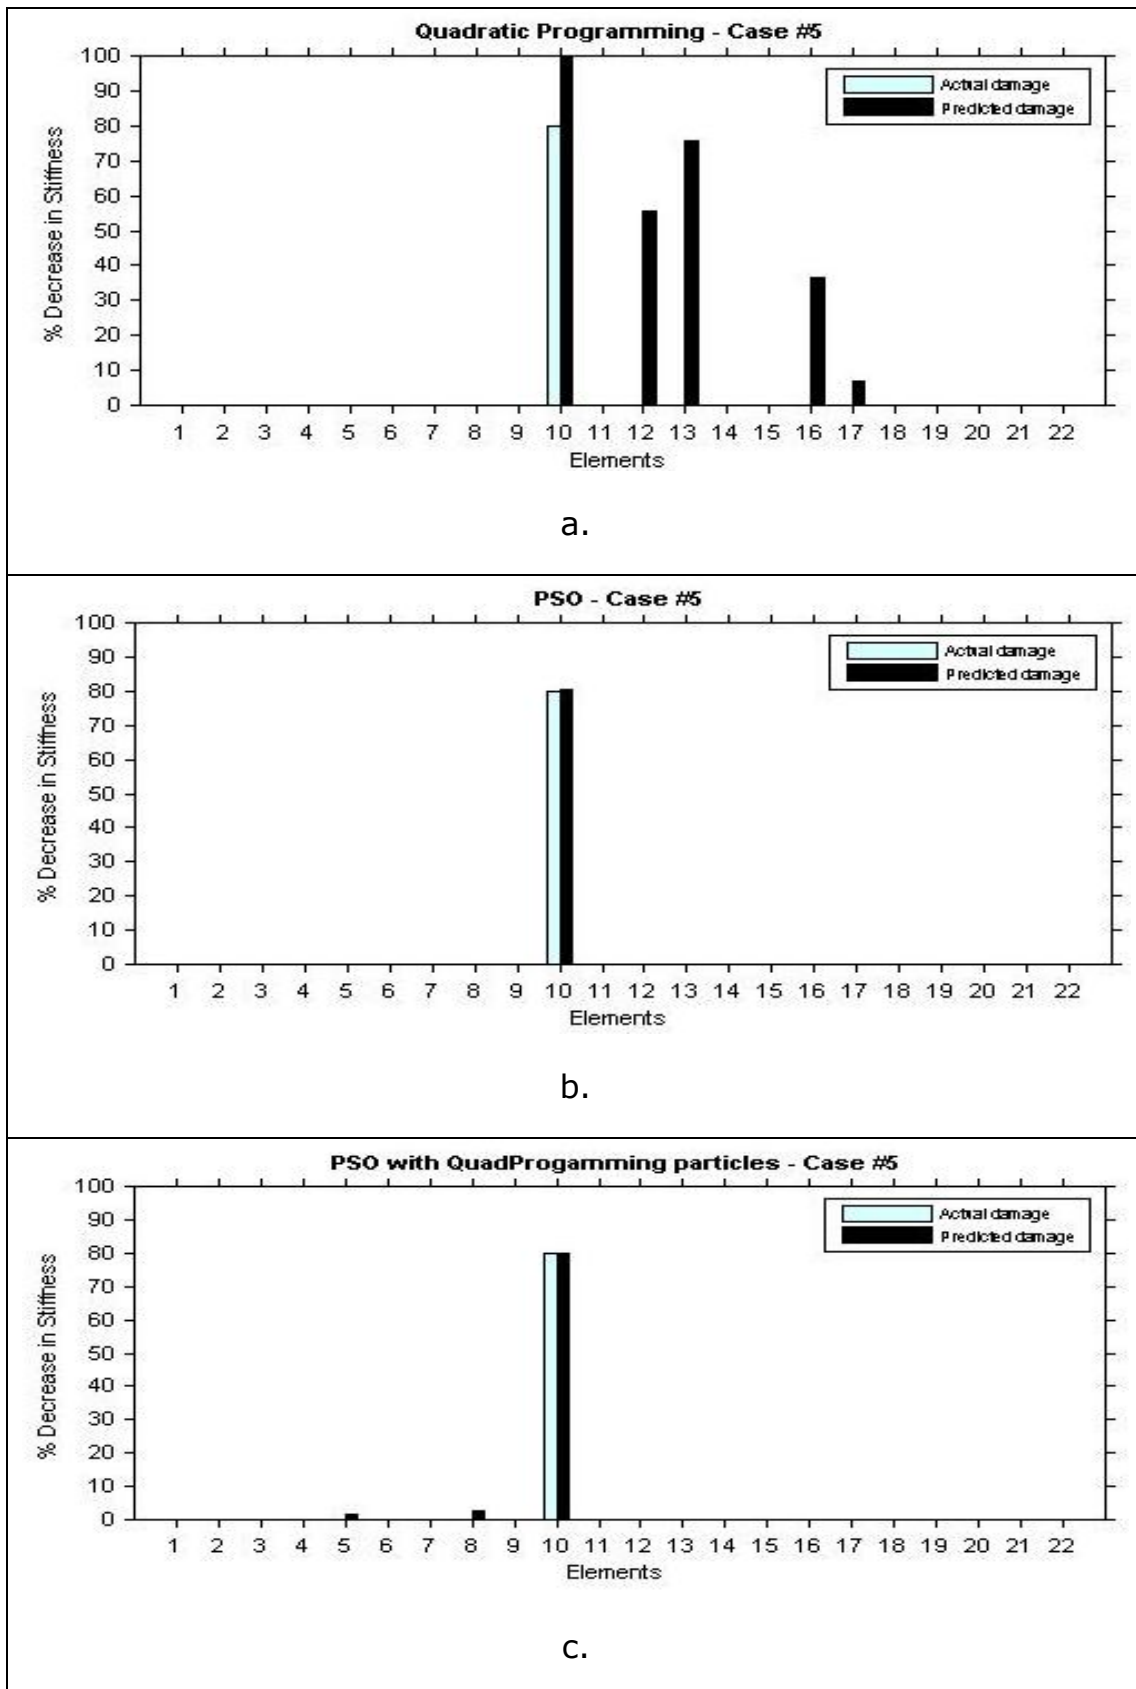 Quadratic Programming - Case #5
100
90
80
70
60
50
40
30
20
10
0
% Decrease in Stiffness
Actual damage
Predicted damage
1 2 3 4 5 6 7 8 9 10 11 12 13 14 15 16 17 18 19 20 21 22
Elements
a.
PSO - Case #5
100
90
80
70
60
50
40
30
20
10
0
% Decrease in Stiffness
Actual damage
Predicted damage
1 2 3 4 5 6 7 8 9 10 11 12 13 14 15 16 17 18 19 20 21 22
Elements
b.
PSO with QuadProgamming particles - Case #5
100
90
80
70
60
50
40
30
20
10
0
% Decrease in Stiffness
Actual damage
Predicted damage
1 2 3 4 5 6 7 8 9 10 11 12 13 14 15 16 17 18 19 20 21 22
Elements
c.